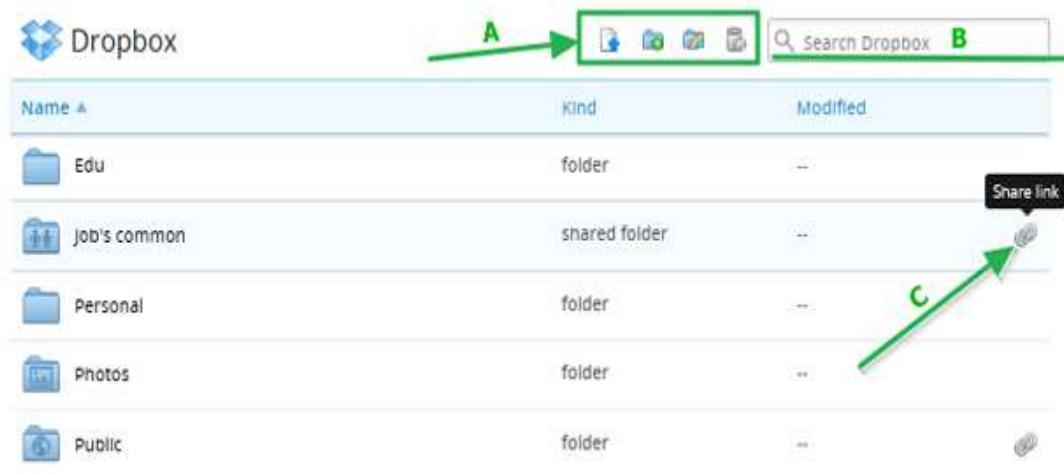 Dropbox A Search Dropbox B
Name Kind Modified
Edu folder --
Share link
Job's common shared folder --
C
Personal folder --
Photos folder --
Public folder --